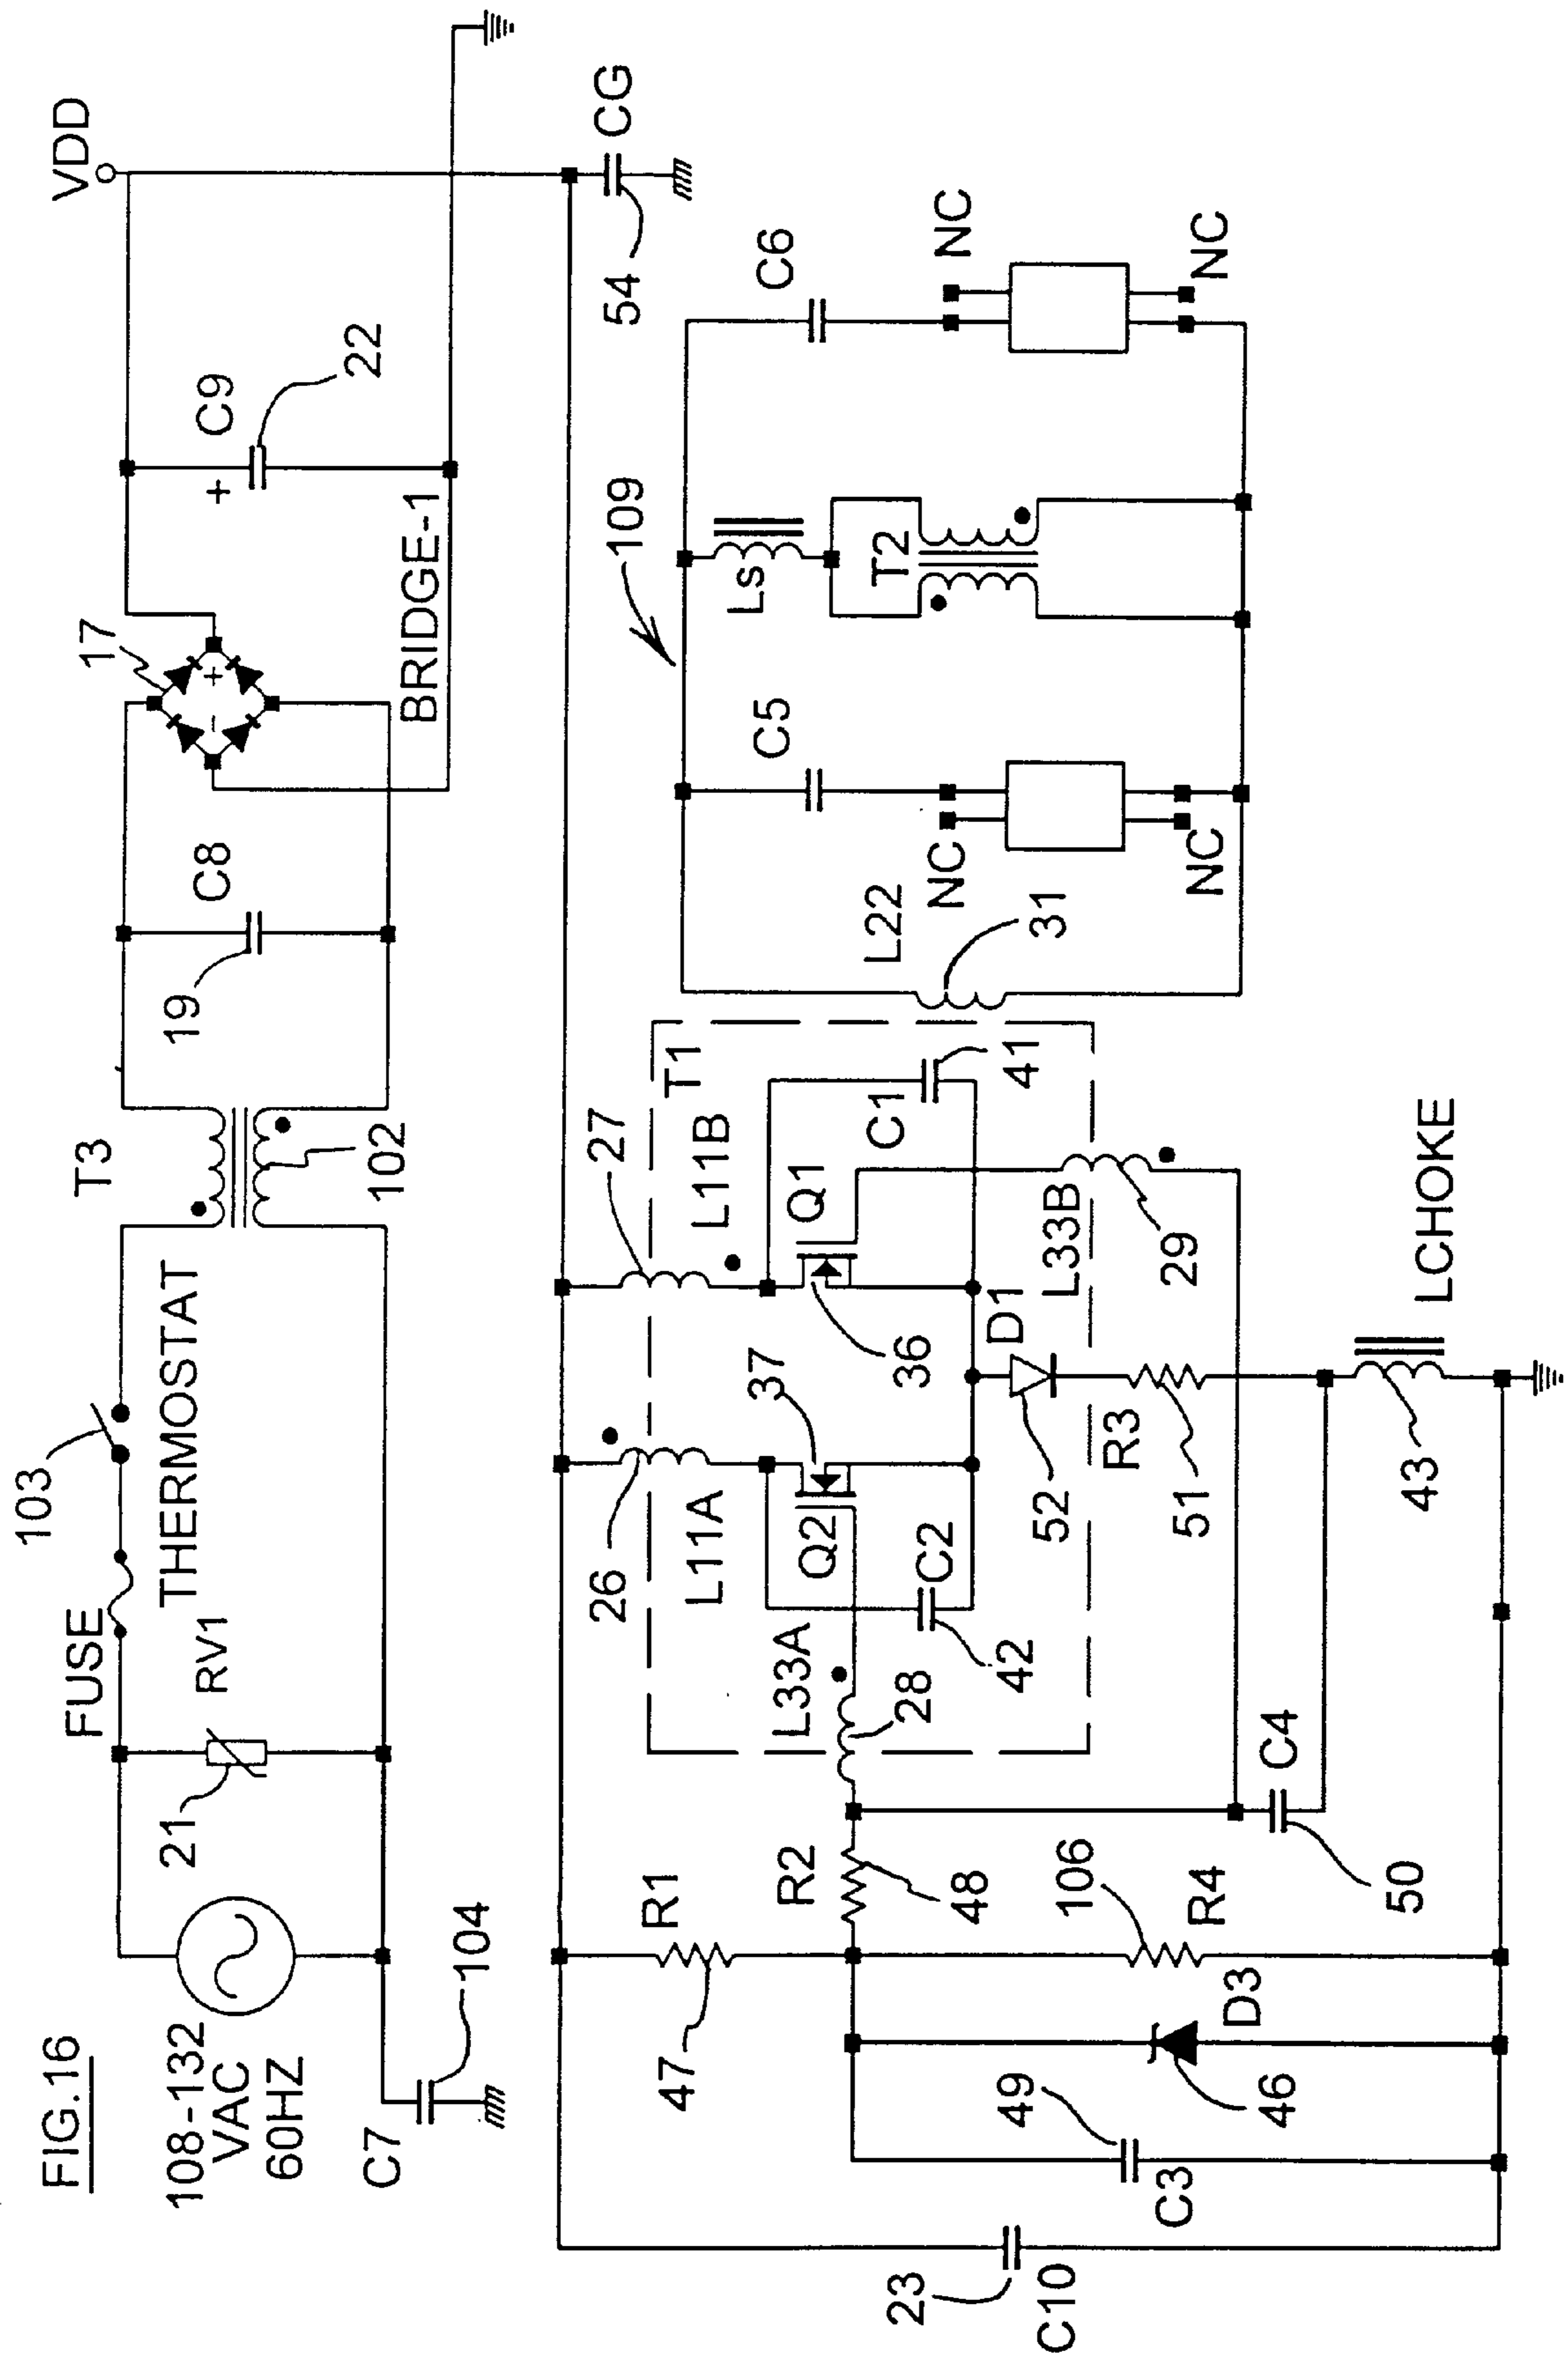 FIG.16
108-132
VAC
60HZ
C7
104
21
RV1
FUSE
103
THERMOSTAT
T3
102
19
C8
17
BRIDGE-1
+
-
C9
+
22
VDD
CG
54
23
C10
C3
49
46
D3
R1
47
R2
48
106
R4
C4
50
L33A
28
26
L11A
Q2
37
C2
42
27
L11B
T1
Q1
36
C1
41
D1
52
R3
51
L33B
29
LCHOKE
43
L22
31
C5
NC
NC
109
Ls
T2
C6
NC
NC